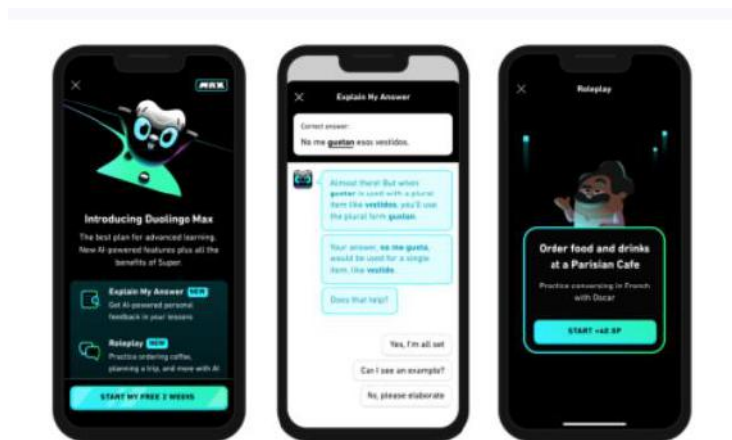 MAX
Introducing Duolingo Max
The best plan for advanced learning.
New AI-powered features plus all the
benefits of Super.
Explain My Answer NEW
Get AI-powered personal
feedback in your lessons
Roleplay NEW
Practice ordering coffee,
planning a trip, and more with AI
START MY FREE 2 WEEKS
Explain My Answer
Correct answer:
No me gustan esos vestidos.
Almost there! But when
gustar is used with a plural
item like vestidos, you'll use
the plural form gustan.
Your answer, no me gusta,
would be used for a single
item, like vestido.
Does that help?
Yes, I'm all set
Can I see an example?
No, please elaborate
Roleplay
Order food and drinks
at a Parisian Cafe
Practice conversing in French
with Oscar
START +40 XP